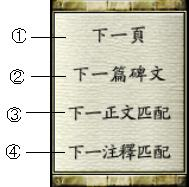 ① 下一頁
② 下一篇碑文
③ 下一正文匹配
④ 下一注釋匹配